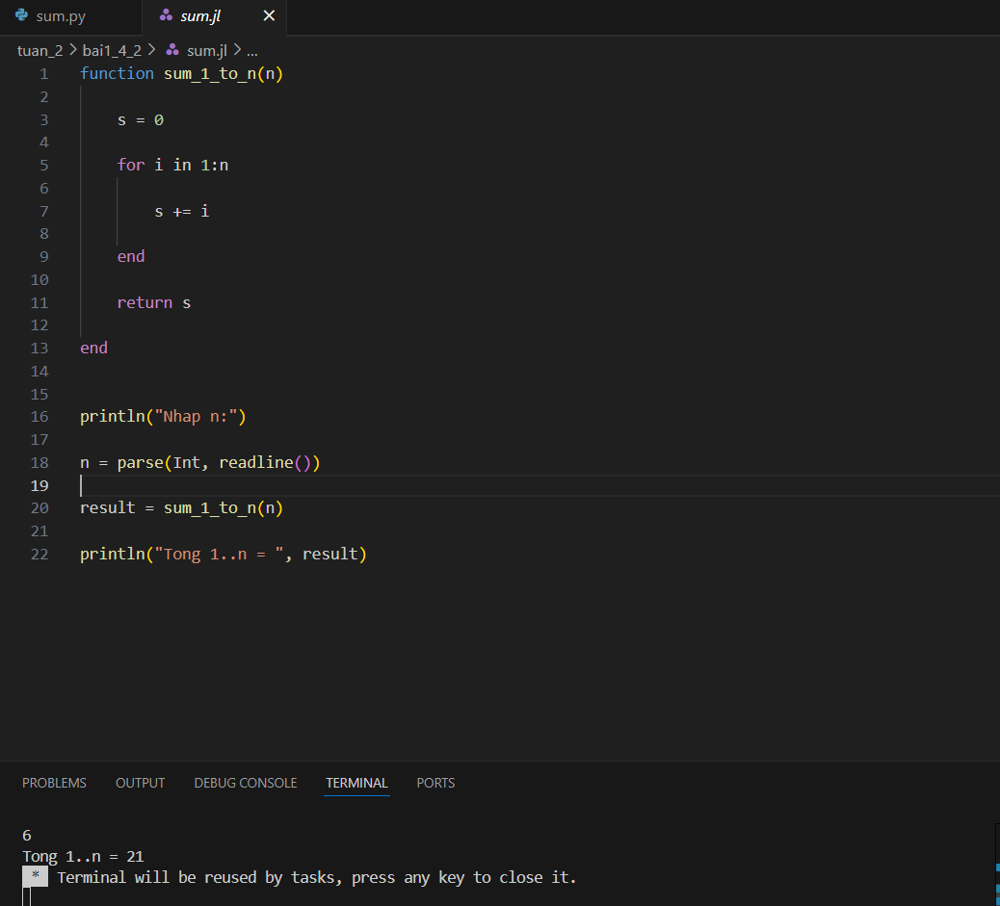 sum.py sum.jl ×
tuan_2 > bai1_4_2 > sum.jl > ...
1 function sum_1_to_n(n)
2
3 s = 0
4
5 for i in 1:n
6
7 s += i
8
9 end
10
11 return s
12
13 end
14
15
16 println("Nhap n:")
17
18 n = parse(Int, readline())
19
20 result = sum_1_to_n(n)
21
22 println("Tong 1..n = ", result)
PROBLEMS OUTPUT DEBUG CONSOLE TERMINAL PORTS
6
Tong 1..n = 21
* Terminal will be reused by tasks, press any key to close it.